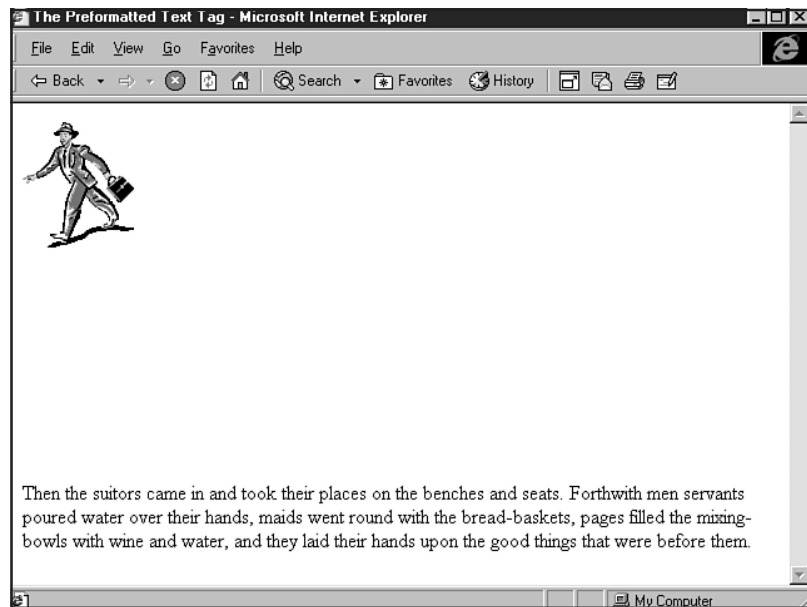 The Preformatted Text Tag - Microsoft Internet Explorer
File Edit View Go Favorites Help
Back Search Favorites History
Then the suitors came in and took their places on the benches and seats. Forthwith men servants
poured water over their hands, maids went round with the bread-baskets, pages filled the mixing-
bowls with wine and water, and they laid their hands upon the good things that were before them.
My Computer